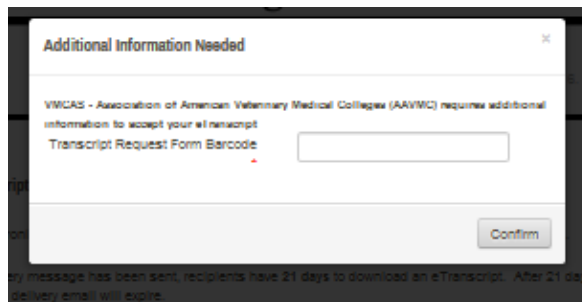 Additional Information Needed
×
VMCAS - Association of American Veterinary Medical Colleges (AAVMC) requires additional
information to accept your eTranscript
Transcript Request Form Barcode
*
Confirm
ript
ry message has been sent, recipients have 21 days to download an eTranscript. After 21 da
delivery email will expire.